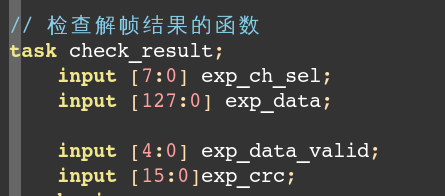 // 检查解帧结果的函数
task check_result;
input [7:0] exp_ch_sel;
input [127:0] exp_data;
input [4:0] exp_data_valid;
input [15:0]exp_crc;